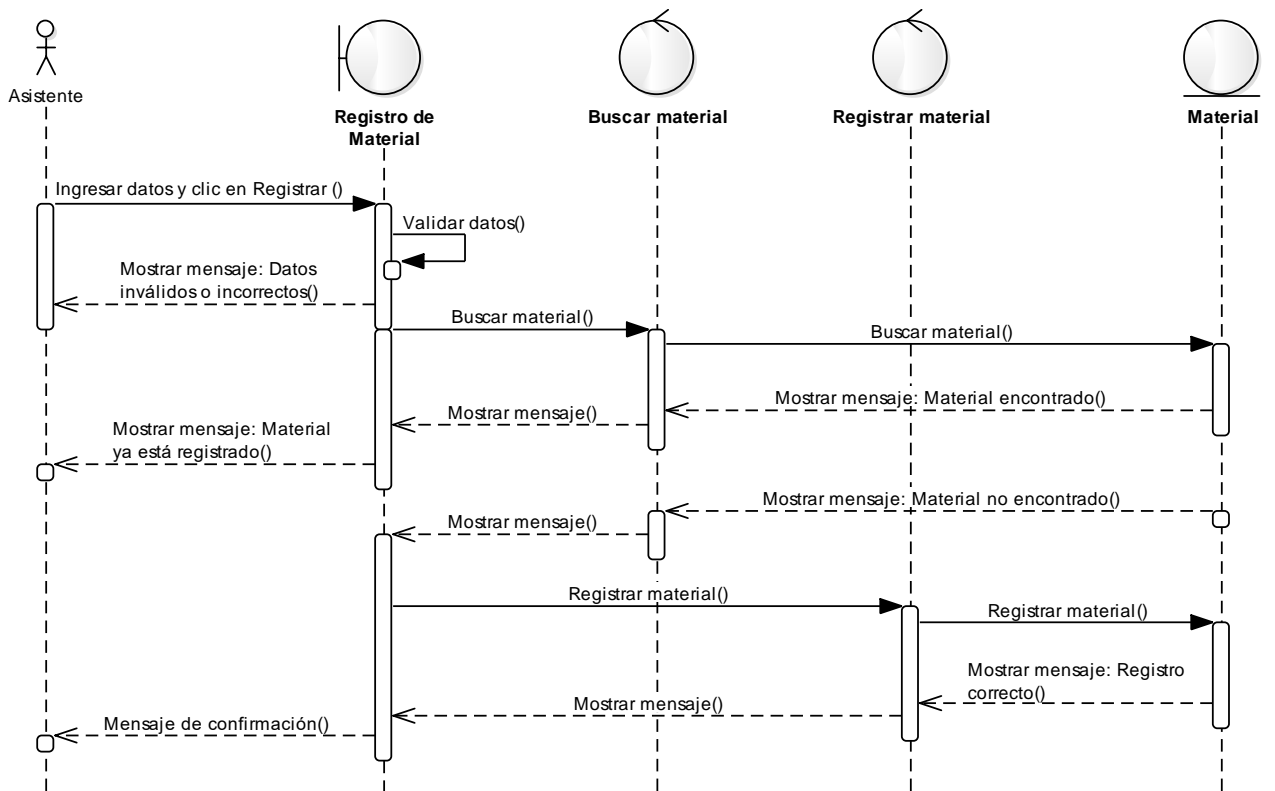 Asistente
Registro de
Material
Buscar material
Registrar material
Material
Ingresar datos y clic en Registrar ()
Validar datos()
Mostrar mensaje: Datos
inválidos o incorrectos()
Buscar material()
Buscar material()
Mostrar mensaje: Material encontrado()
Mostrar mensaje()
Mostrar mensaje: Material
ya está registrado()
Mostrar mensaje: Material no encontrado()
Mostrar mensaje()
Registrar material()
Registrar material()
Mostrar mensaje: Registro
correcto()
Mostrar mensaje()
Mensaje de confirmación()